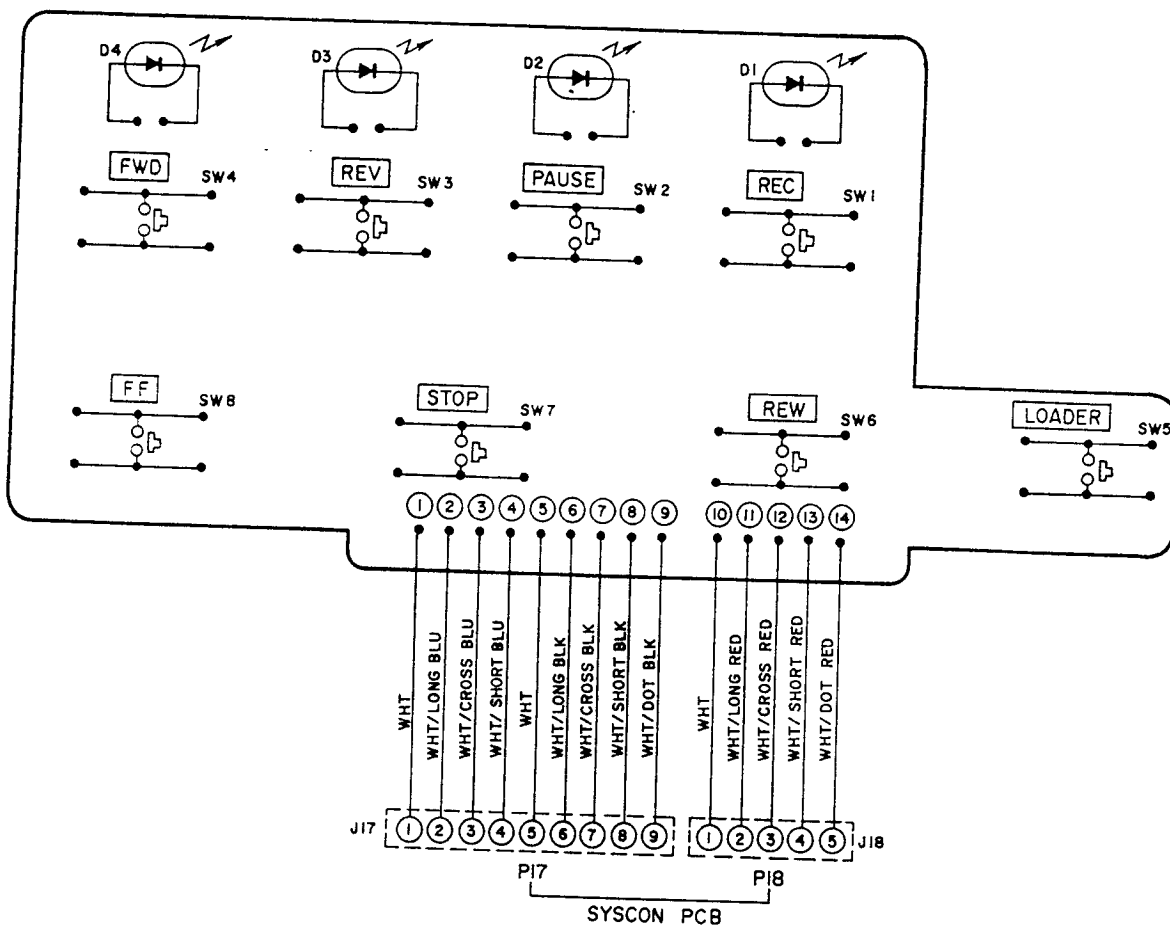 D4 D3 D2 D1
FWD SW4 REV SW3 PAUSE SW2 REC SW1
FF SW8 STOP SW7 REW SW6 LOADER SW5
1 2 3 4 5 6 7 8 9 10 11 12 13 14
WHT
WHT/LONG BLU
WHT/CROSS BLU
WHT/SHORT BLU
WHT
WHT/LONG BLK
WHT/CROSS BLK
WHT/SHORT BLK
WHT/DOT BLK
WHT
WHT/LONG RED
WHT/CROSS RED
WHT/SHORT RED
WHT/DOT RED
J17 1 2 3 4 5 6 7 8 9 1 2 3 4 5 J18
P17 P18
SYSCON PCB